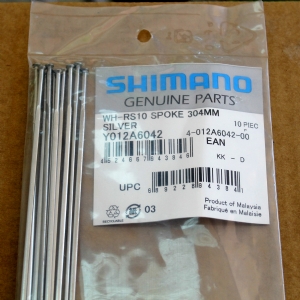 SHIMANO
GENUINE PARTS
WH-RS10 SPOKE 304MM
SILVER 10 PIEC
Y012A6042 4-012A6042-00
EAN
KK - D
UPC
Product of Malaysia
Fabriqué en Malaisie
03